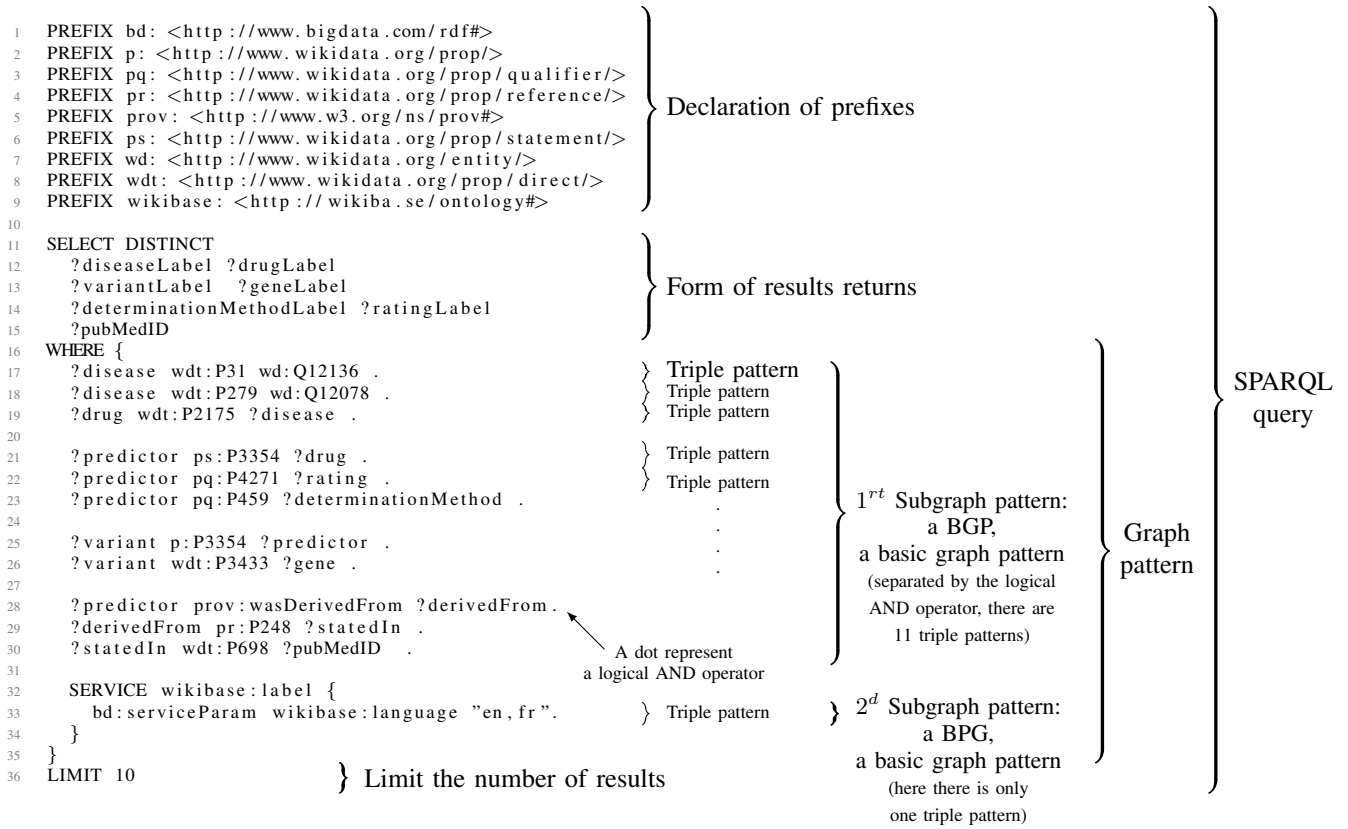 1 PREFIX bd: <http://www.bigdata.com/rdf#>
2 PREFIX p: <http://www.wikidata.org/prop/>
3 PREFIX pq: <http://www.wikidata.org/prop/qualifier/>
4 PREFIX pr: <http://www.wikidata.org/prop/reference/>
5 PREFIX prov: <http://www.w3.org/ns/prov#>
6 PREFIX ps: <http://www.wikidata.org/prop/statement/>
7 PREFIX wd: <http://www.wikidata.org/entity/>
8 PREFIX wdt: <http://www.wikidata.org/prop/direct/>
9 PREFIX wikibase: <http://wikiba.se/ontology#>
10
11 SELECT DISTINCT
12 ?diseaseLabel ?drugLabel
13 ?variantLabel ?geneLabel
14 ?determinationMethodLabel ?ratingLabel
15 ?pubMedID
16 WHERE {
17 ?disease wdt:P31 wd:Q12136 .
18 ?disease wdt:P279 wd:Q12078 .
19 ?drug wdt:P2175 ?disease .
20
21 ?predictor ps:P3354 ?drug .
22 ?predictor pq:P4271 ?rating .
23 ?predictor pq:P459 ?determinationMethod .
24
25 ?variant p:P3354 ?predictor .
26 ?variant wdt:P3433 ?gene .
27
28 ?predictor prov:wasDerivedFrom ?derivedFrom.
29 ?derivedFrom pr:P248 ?statedIn .
30 ?statedIn wdt:P698 ?pubMedID .
31
32 SERVICE wikibase:label {
33 bd:serviceParam wikibase:language "en,fr".
34 }
35 }
36 LIMIT 10
Declaration of prefixes
Form of results returns
Triple pattern
Triple pattern
Triple pattern
Triple pattern
Triple pattern
.
.
.
.
A dot represent
a logical AND operator
Triple pattern
Limit the number of results
1rt Subgraph pattern:
a BGP,
a basic graph pattern
(separated by the logical
AND operator, there are
11 triple patterns)
2d Subgraph pattern:
a BPG,
a basic graph pattern
(here there is only
one triple pattern)
Graph
pattern
SPARQL
query